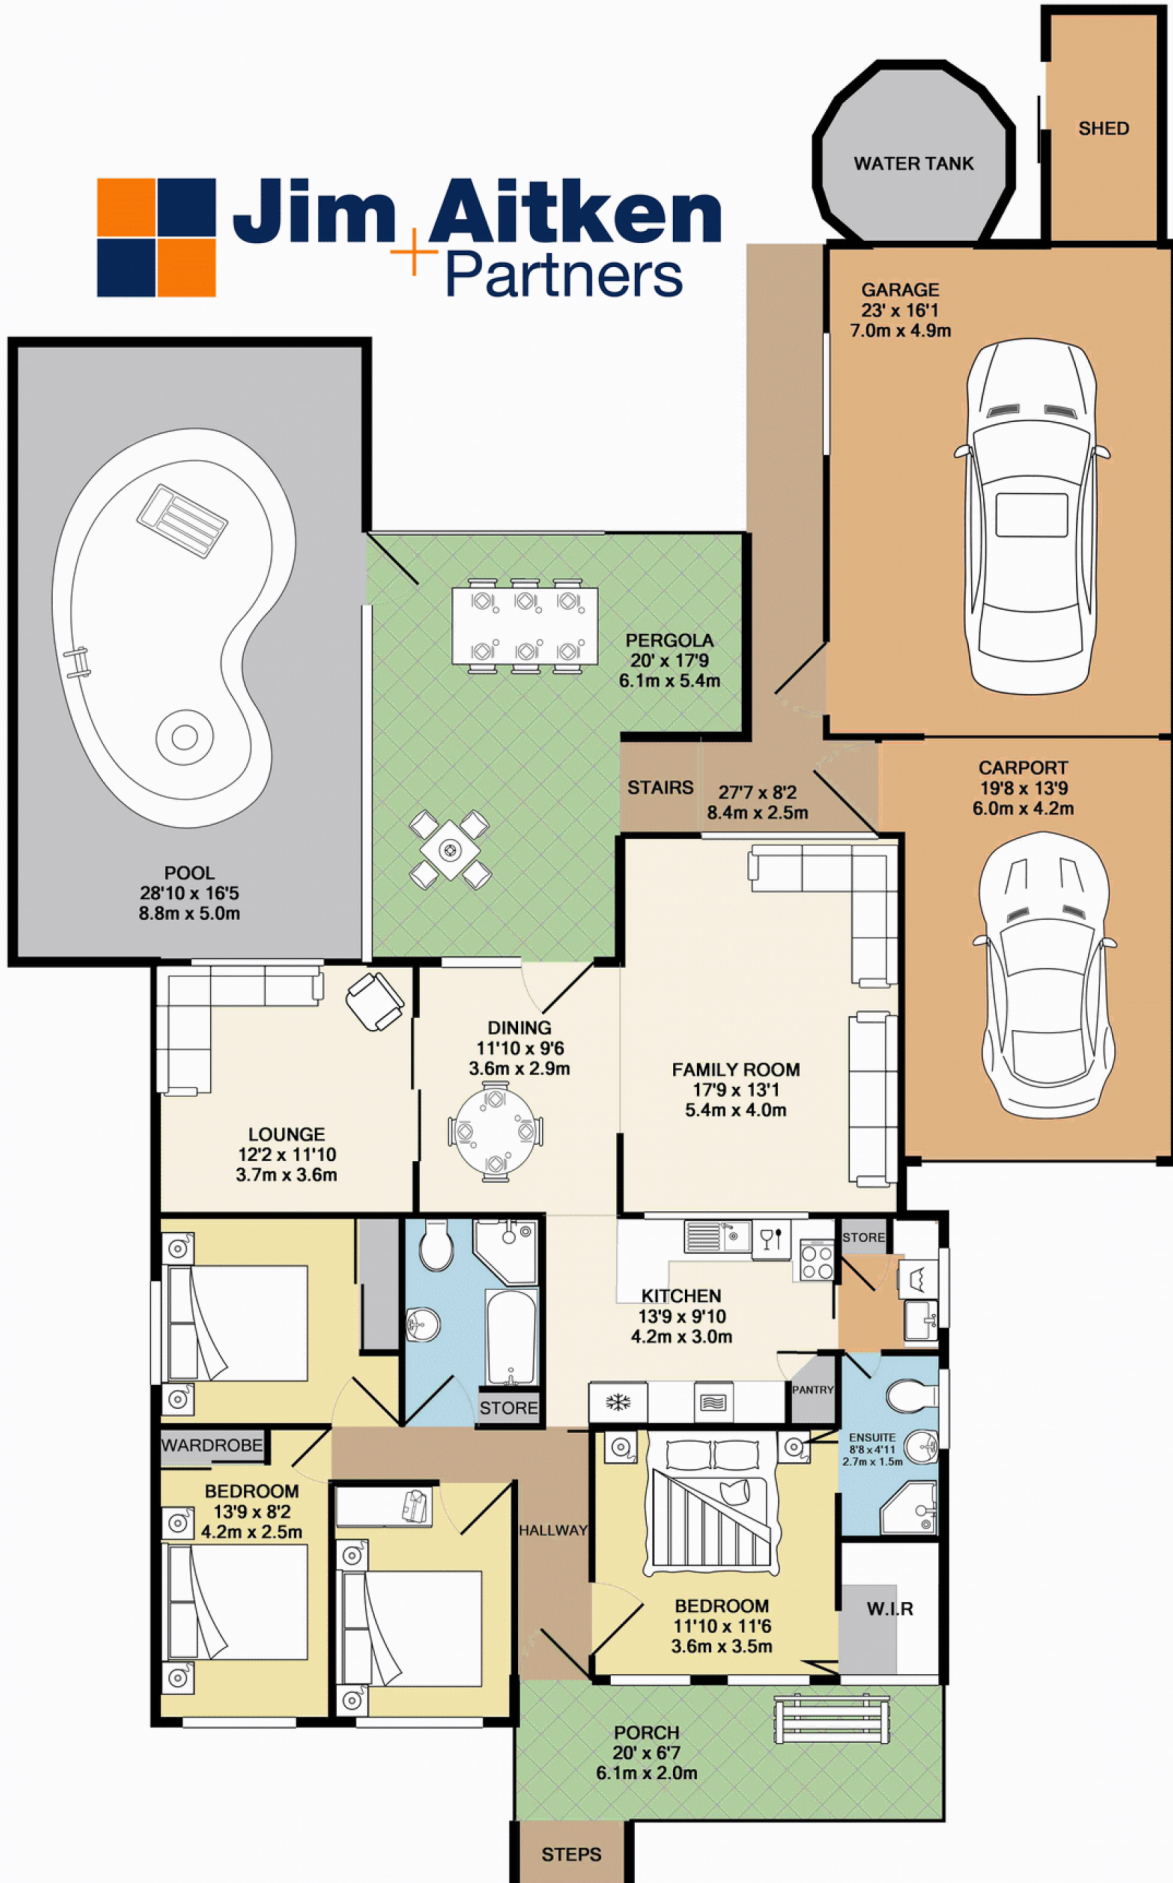 SHED
WATER TANK
Jim Aitken
+
Partners
GARAGE
23' x 16'1
7.0m x 4.9m
PERGOLA
20' x 17'9
6.1m x 5.4m
STAIRS
27'7 x 8'2
8.4m x 2.5m
CARPORT
19'8 x 13'9
6.0m x 4.2m
POOL
28'10 x 16'5
8.8m x 5.0m
DINING
11'10 x 9'6
3.6m x 2.9m
FAMILY ROOM
17'9 x 13'1
5.4m x 4.0m
LOUNGE
12'2 x 11'10
3.7m x 3.6m
STORE
KITCHEN
13'9 x 9'10
4.2m x 3.0m
PANTRY
STORE
WARDROBE
ENSUITE
8'8 x 4'11
2.7m x 1.5m
BEDROOM
13'9 x 8'2
4.2m x 2.5m
HALLWAY
BEDROOM
11'10 x 11'6
3.6m x 3.5m
W.I.R
PORCH
20' x 6'7
6.1m x 2.0m
STEPS